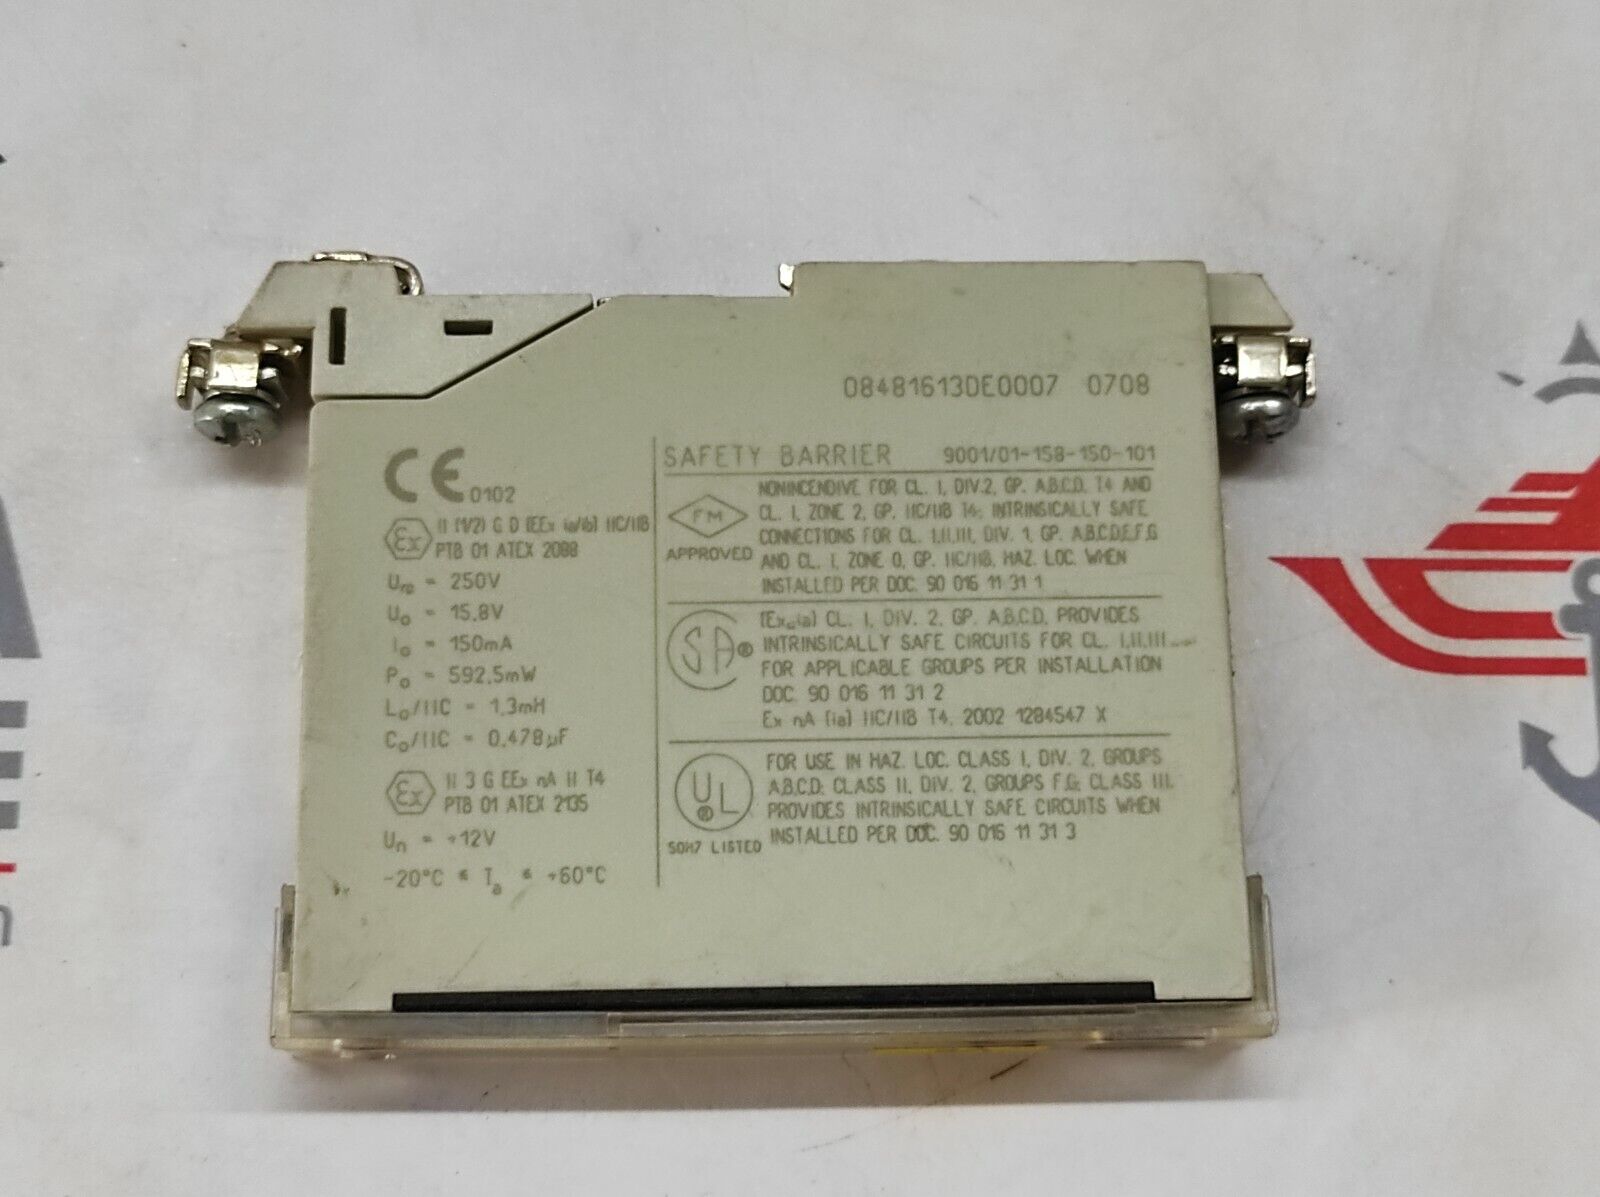 08481613DE0007 0708
CE 0102
Ex II (1/2) G D [EEx ia/ib] IIC/IIB
PTB 01 ATEX 2088
Um = 250V
Uo = 15,8V
Io = 150mA
Po = 592,5mW
Lo/IIC = 1,3mH
Co/IIC = 0,478µF
Ex II 3 G EEx nA II T4
PTB 01 ATEX 2135
Un = +12V
-20°C ≤ Ta ≤ +60°C
SAFETY BARRIER 9001/01-158-150-101
FM
APPROVED
NONINCENDIVE FOR CL. I, DIV.2, GP. A,B,C,D, T4 AND
CL. I, ZONE 2, GP. IIC/IIB T4; INTRINSICALLY SAFE
CONNECTIONS FOR CL. I,II,III, DIV. 1, GP. A,B,C,D,E,F,G
AND CL. I, ZONE 0, GP. IIC/IIB, HAZ. LOC. WHEN
INSTALLED PER DOC. 90 016 11 31 1
SA®
[Ex ia] CL. I, DIV. 2, GP. A,B,C,D, PROVIDES
INTRINSICALLY SAFE CIRCUITS FOR CL. I,II,III
FOR APPLICABLE GROUPS PER INSTALLATION
DOC. 90 016 11 31 2
Ex nA [ia] IIC/IIB T4, 2002 1284547 X
UL®
50H7 LISTED
FOR USE IN HAZ. LOC. CLASS I, DIV. 2, GROUPS
A,B,C,D; CLASS II, DIV. 2, GROUPS F,G; CLASS III.
PROVIDES INTRINSICALLY SAFE CIRCUITS WHEN
INSTALLED PER DOC. 90 016 11 31 3